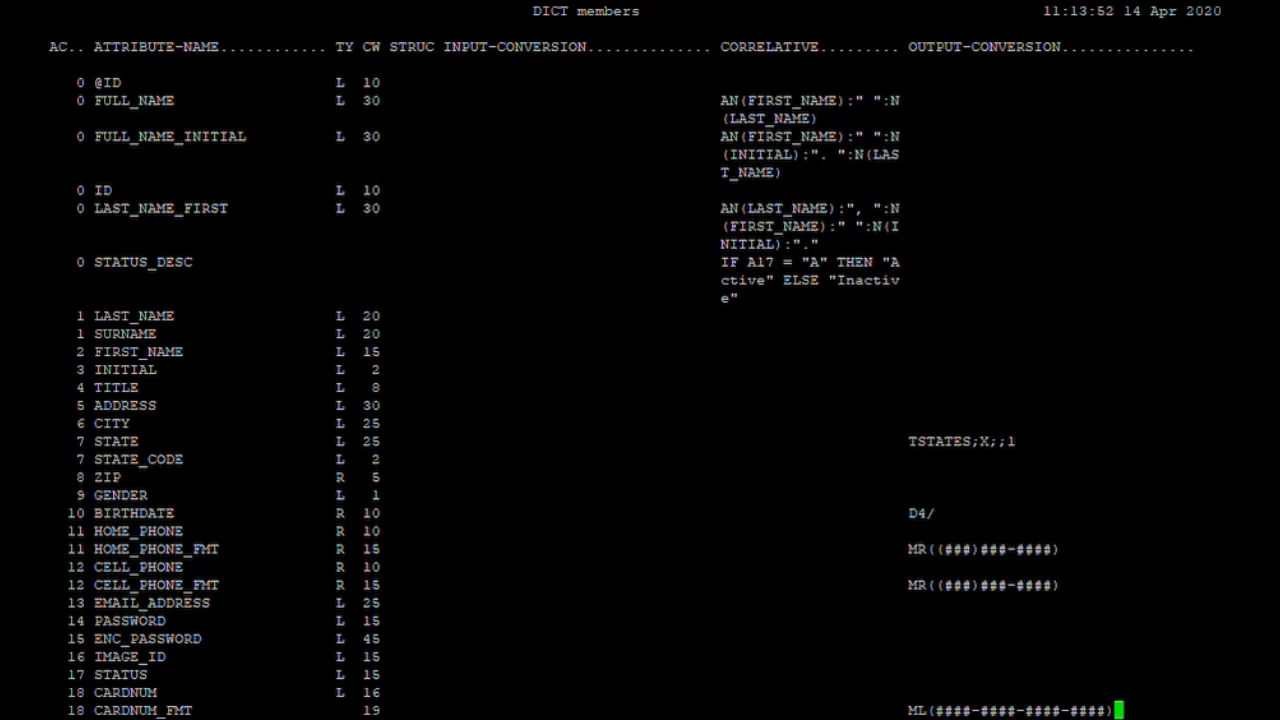 DICT members 11:13:52 14 Apr 2020
AC.. ATTRIBUTE-NAME............ TY CW STRUC INPUT-CONVERSION.............. CORRELATIVE......... OUTPUT-CONVERSION...............
0 @ID L 10
0 FULL_NAME L 30 AN(FIRST_NAME):" ":N
(LAST_NAME)
0 FULL_NAME_INITIAL L 30 AN(FIRST_NAME):" ":N
(INITIAL):". ":N(LAS
T_NAME)
0 ID L 10
0 LAST_NAME_FIRST L 30 AN(LAST_NAME):", ":N
(FIRST_NAME):" ":N(I
NITIAL):"."
0 STATUS_DESC IF A17 = "A" THEN "A
ctive" ELSE "Inactiv
e"
1 LAST_NAME L 20
1 SURNAME L 20
2 FIRST_NAME L 15
3 INITIAL L 2
4 TITLE L 8
5 ADDRESS L 30
6 CITY L 25
7 STATE L 25 TSTATES;X;;1
7 STATE_CODE L 2
8 ZIP R 5
9 GENDER L 1
10 BIRTHDATE R 10 D4/
11 HOME_PHONE R 10
11 HOME_PHONE_FMT R 15 MR((###)###-####)
12 CELL_PHONE R 10
12 CELL_PHONE_FMT R 15 MR((###)###-####)
13 EMAIL_ADDRESS L 25
14 PASSWORD L 15
15 ENC_PASSWORD L 45
16 IMAGE_ID L 15
17 STATUS L 15
18 CARDNUM L 16
18 CARDNUM_FMT 19 ML(####-####-####-####)